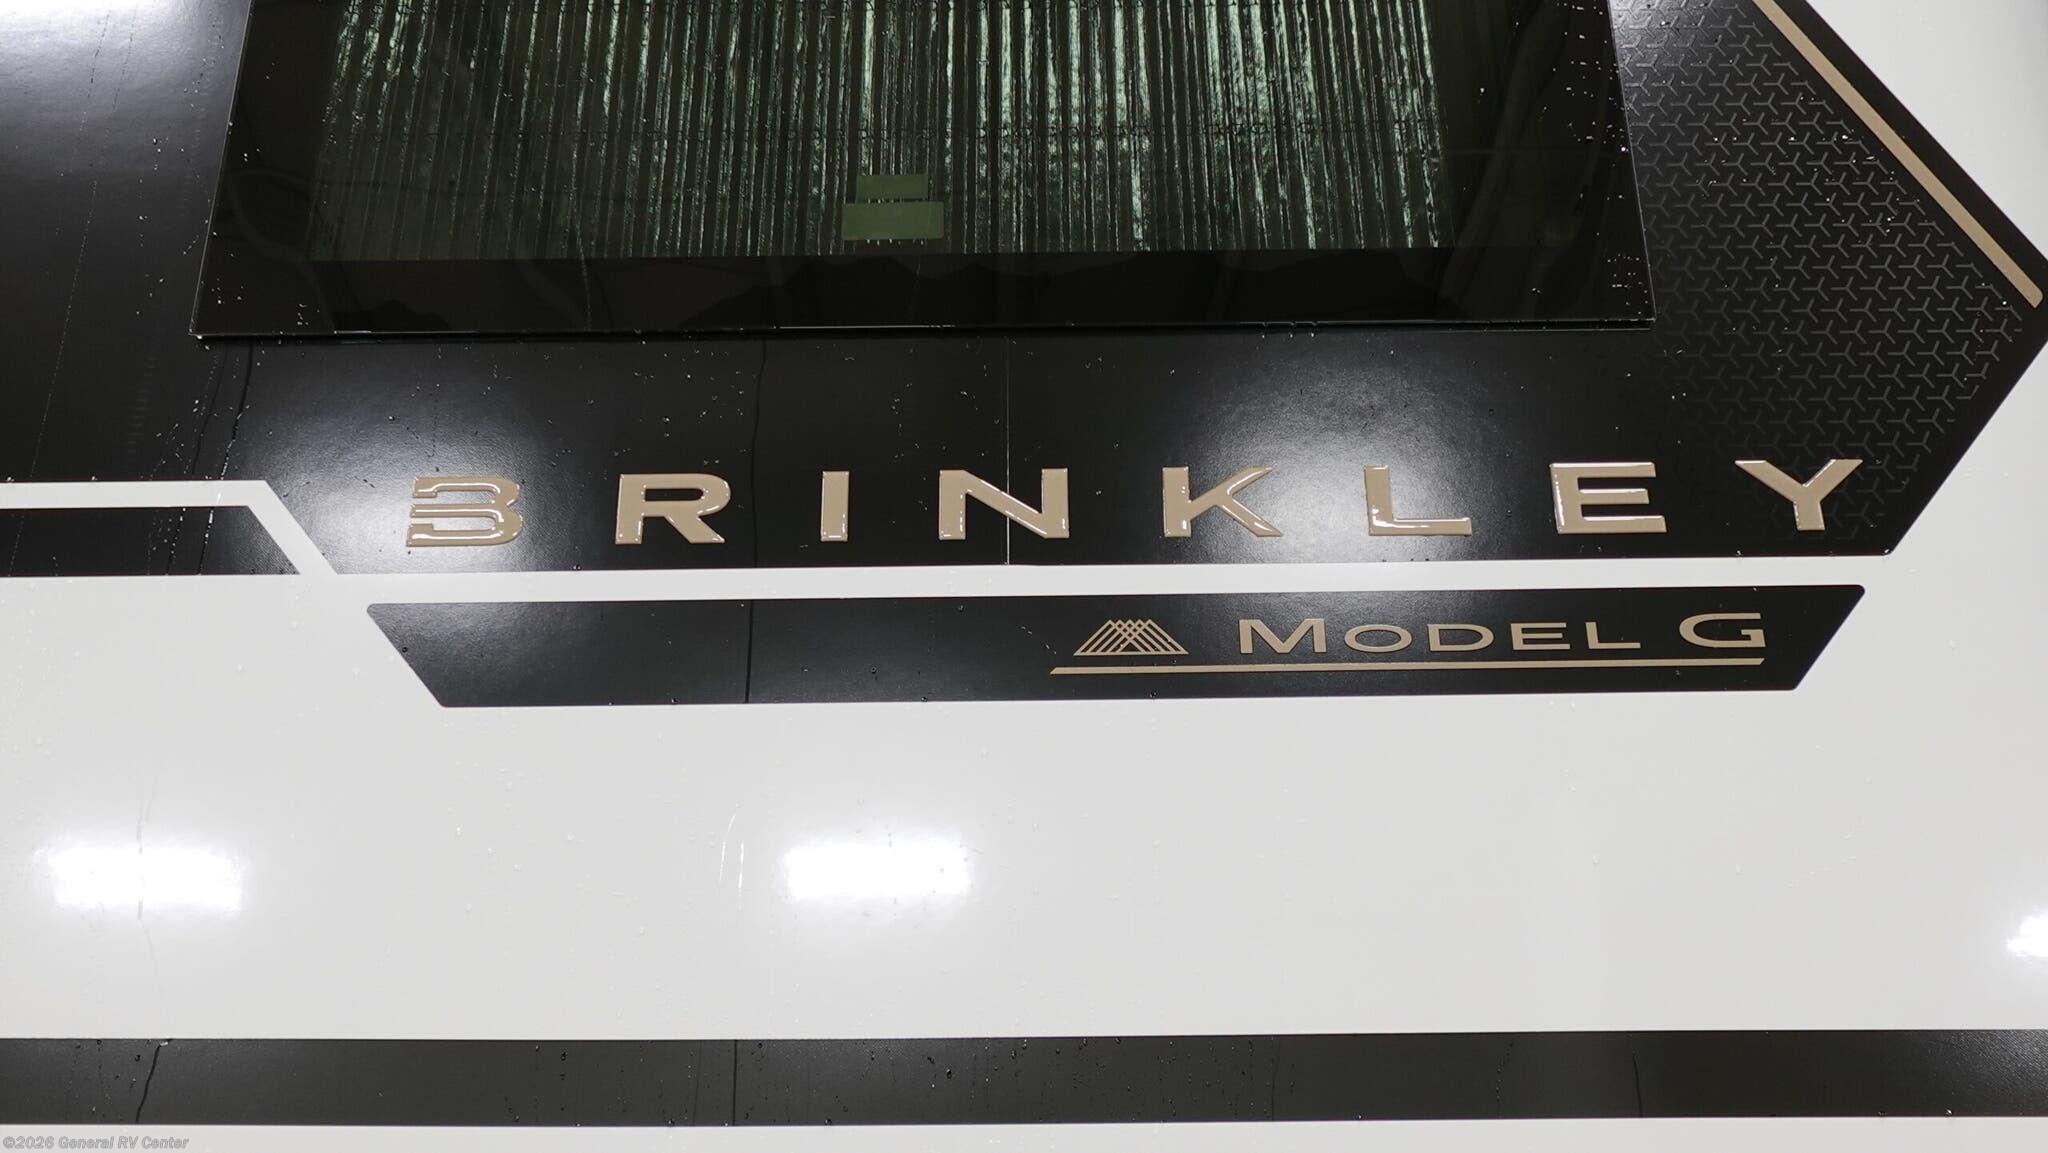 BRINKLEY
MODEL G
©2026 General RV Center